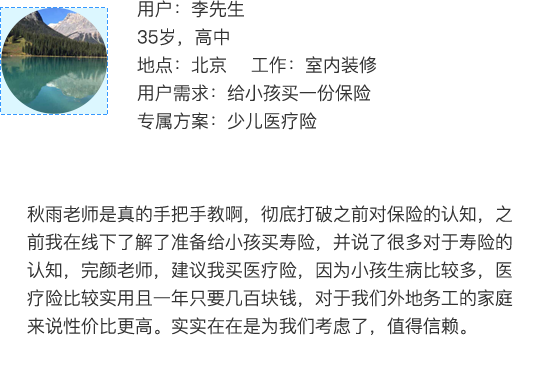 用户：李先生
35岁，高中
地点：北京 工作：室内装修
用户需求：给小孩买一份保险
专属方案：少儿医疗险
秋雨老师是真的手把手教啊，彻底打破之前对保险的认知，之
前我在线下了解了准备给小孩买寿险，并说了很多对于寿险的
认知，完颜老师，建议我买医疗险，因为小孩生病比较多，医
疗险比较实用且一年只要几百块钱，对于我们外地务工的家庭
来说性价比更高。实实在在是为我们考虑了，值得信赖。